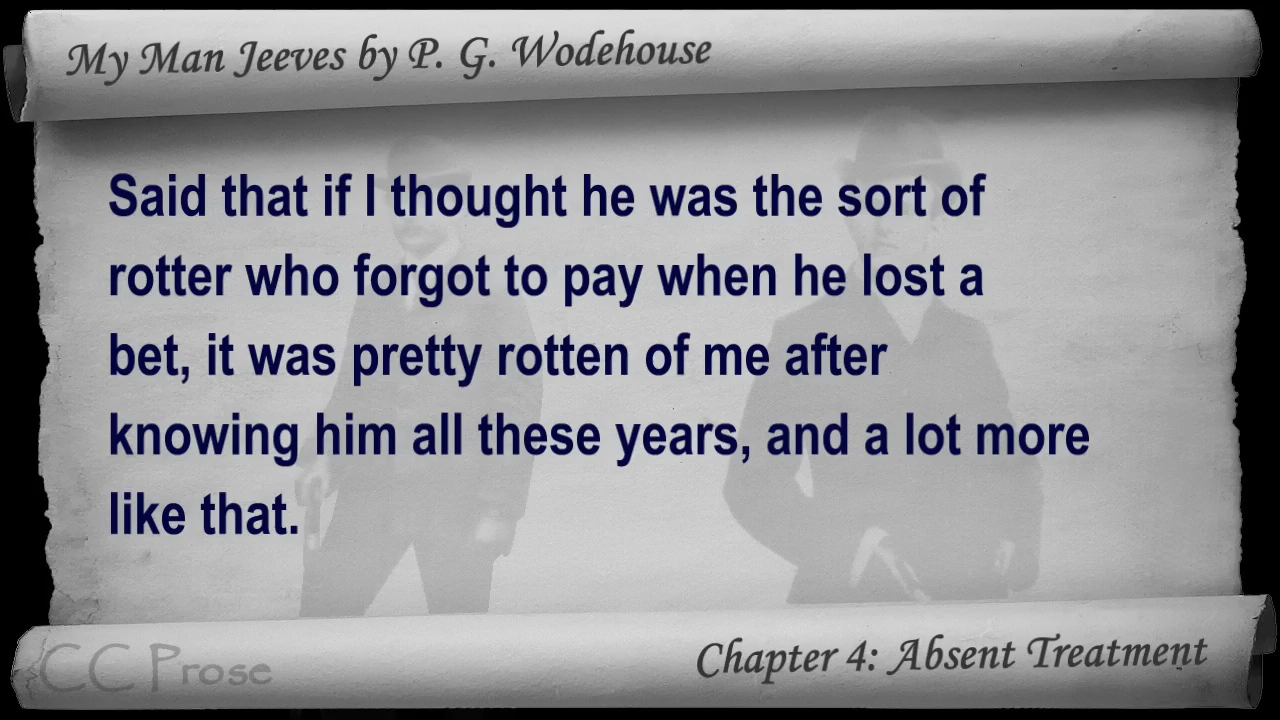 My Man Jeeves by P. G. Wodehouse
Said that if I thought he was the sort of
rotter who forgot to pay when he lost a
bet, it was pretty rotten of me after
knowing him all these years, and a lot more
like that.
CC Prose
Chapter 4: Absent Treatment